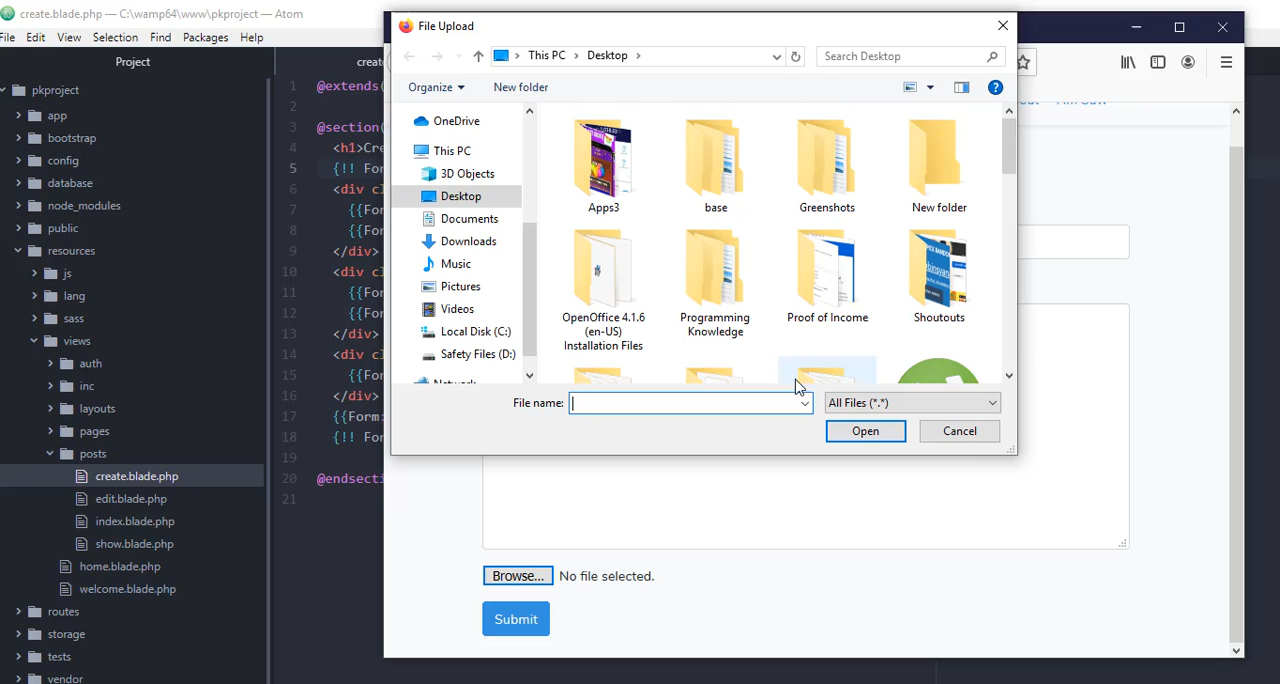 create.blade.php — C:\wamp64\www\pkproject — Atom
File Edit View Selection Find Packages Help
Project
pkproject
app
bootstrap
config
database
node_modules
public
resources
js
lang
sass
views
auth
inc
layouts
pages
posts
create.blade.php
edit.blade.php
index.blade.php
show.blade.php
home.blade.php
welcome.blade.php
routes
storage
tests
vendor
1 @extends(
2
3 @section(
4 <h1>Cre
5 {!! For
6 <div cl
7 {{For
8 {{For
9 </div>
10 <div cl
11 {{For
12 {{For
13 </div>
14 <div cl
15 {{For
16 </div>
17 {{Form:
18 {!! For
19
20 @endsecti
21
File Upload
This PC > Desktop >
Search Desktop
Organize New folder
OneDrive
This PC
3D Objects
Desktop
Documents
Downloads
Music
Pictures
Videos
Local Disk (C:)
Safety Files (D:)
Network
Apps3 base Greenshots New folder
OpenOffice 4.1.6 (en-US) Installation Files
Programming Knowledge
Proof of Income
Shoutouts
File name: All Files (*.*)
Open Cancel
Browse... No file selected.
Submit